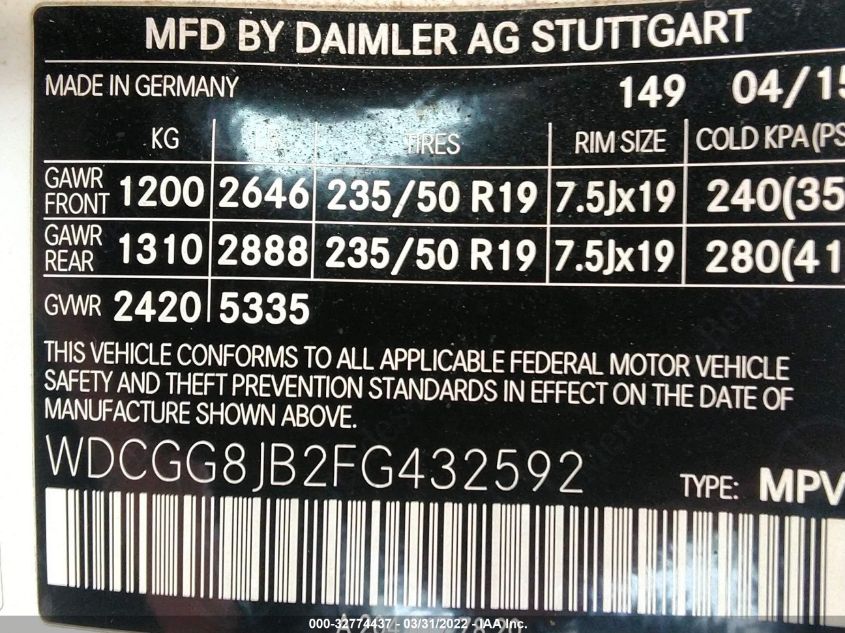 MFD BY DAIMLER AG STUTTGART
MADE IN GERMANY 149 04/15
KG TIRES RIM SIZE COLD KPA(PS
GAWR FRONT 1200 2646 235/50 R19 7.5Jx19 240(35
GAWR REAR 1310 2888 235/50 R19 7.5Jx19 280(41
GVWR 2420 5335
THIS VEHICLE CONFORMS TO ALL APPLICABLE FEDERAL MOTOR VEHICLE
SAFETY AND THEFT PREVENTION STANDARDS IN EFFECT ON THE DATE OF
MANUFACTURE SHOWN ABOVE.
WDCGG8JB2FG432592 TYPE: MPV
000-32774437 - 03/31/2022 - IAA Inc.